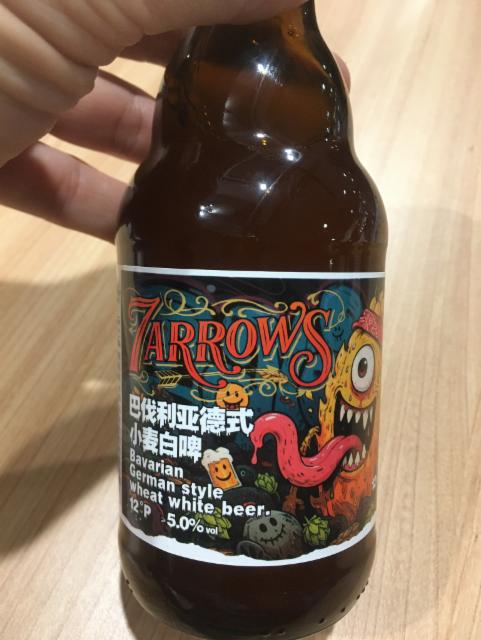 7ARROWS
巴伐利亚德式
小麦白啤
Bavarian
German style
wheat white beer.
12°P 5.0% vol